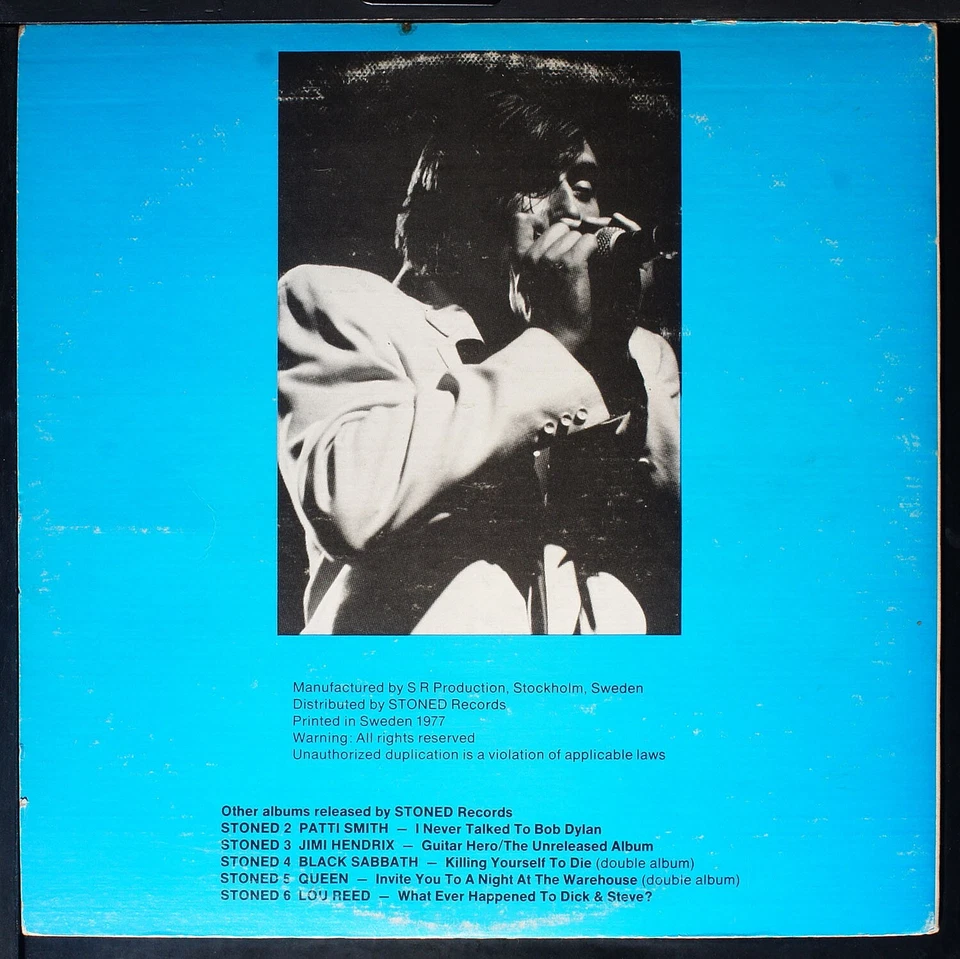 Manufactured by S R Production, Stockholm, Sweden
Distributed by STONED Records
Printed in Sweden 1977
Warning: All rights reserved
Unauthorized duplication is a violation of applicable laws
Other albums released by STONED Records
STONED 2 PATTI SMITH — I Never Talked To Bob Dylan
STONED 3 JIMI HENDRIX — Guitar Hero/The Unreleased Album
STONED 4 BLACK SABBATH — Killing Yourself To Die (double album)
STONED 5 QUEEN — Invite You To A Night At The Warehouse (double album)
STONED 6 LOU REED — What Ever Happened To Dick & Steve?